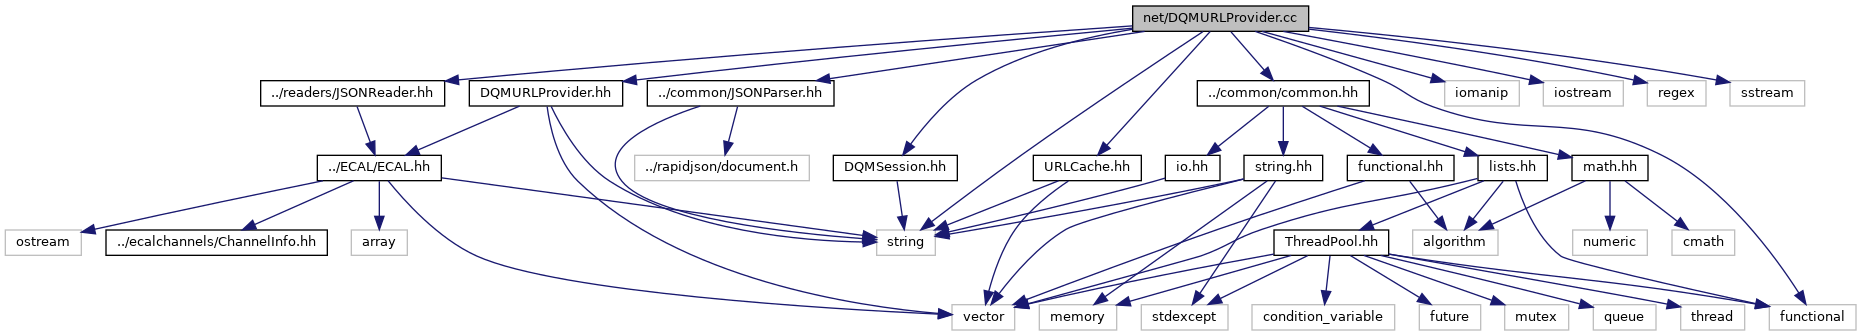 net/DQMURLProvider.cc
../readers/JSONReader.hh
DQMURLProvider.hh
../common/JSONParser.hh
../common/common.hh
iomanip
iostream
regex
sstream
../ECAL/ECAL.hh
../rapidjson/document.h
DQMSession.hh
URLCache.hh
io.hh
string.hh
functional.hh
lists.hh
math.hh
ostream
../ecalchannels/ChannelInfo.hh
array
string
ThreadPool.hh
algorithm
numeric
cmath
vector
memory
stdexcept
condition_variable
future
mutex
queue
thread
functional